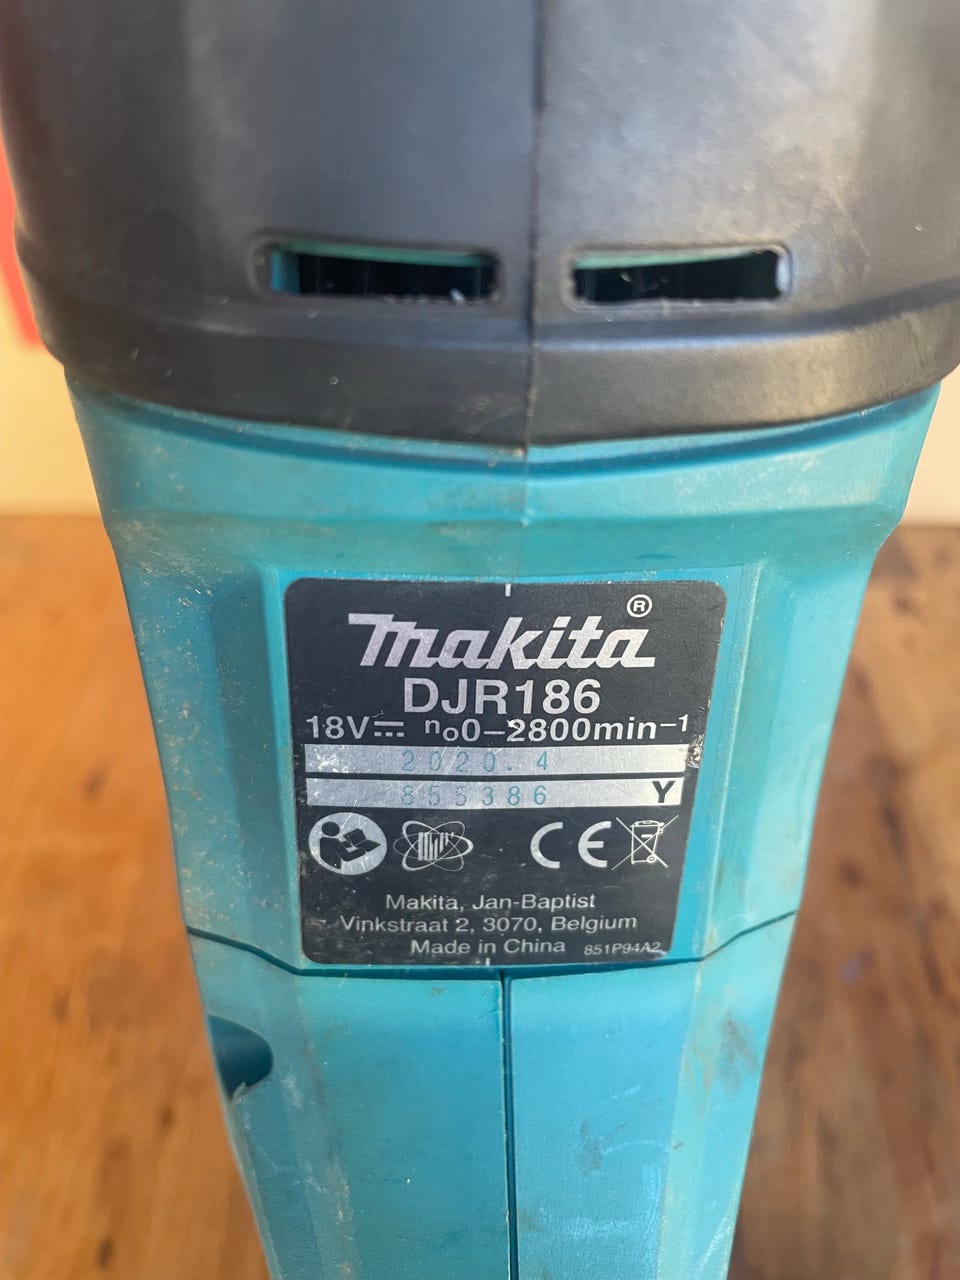 makita®
DJR186
18V⎓ n₀0–2800min⁻¹
2020.4
855386 Y
CE
Makita, Jan-Baptist
Vinkstraat 2, 3070, Belgium
Made in China 851P94A2